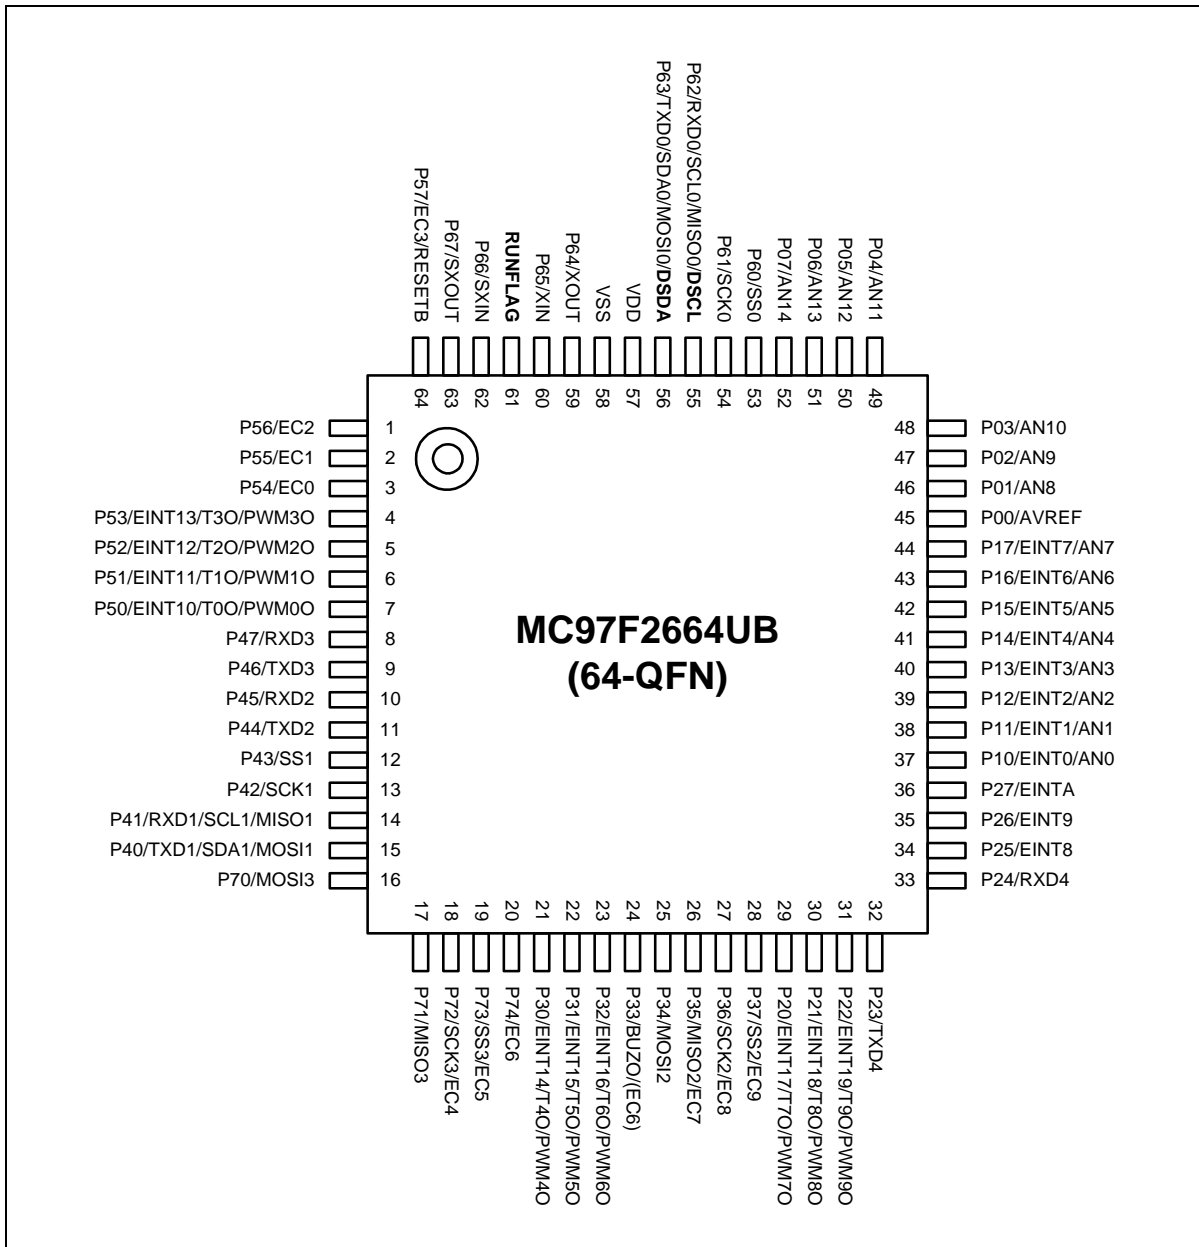 P57/EC3/RESETB
P67/SXOUT
P66/SXIN
RUNFLAG
P65/XIN
P64/XOUT
VSS
VDD
P63/TXD0/SDA0/MOSI0/DSDA
P62/RXD0/SCL0/MISO0/DSCL
P61/SCK0
P60/SS0
P07/AN14
P06/AN13
P05/AN12
P04/AN11
64 63 62 61 60 59 58 57 56 55 54 53 52 51 50 49
P56/EC2 1
P55/EC1 2
P54/EC0 3
P53/EINT13/T3O/PWM3O 4
P52/EINT12/T2O/PWM2O 5
P51/EINT11/T1O/PWM1O 6
P50/EINT10/T0O/PWM0O 7
P47/RXD3 8
P46/TXD3 9
P45/RXD2 10
P44/TXD2 11
P43/SS1 12
P42/SCK1 13
P41/RXD1/SCL1/MISO1 14
P40/TXD1/SDA1/MOSI1 15
P70/MOSI3 16
MC97F2664UB
(64-QFN)
48 P03/AN10
47 P02/AN9
46 P01/AN8
45 P00/AVREF
44 P17/EINT7/AN7
43 P16/EINT6/AN6
42 P15/EINT5/AN5
41 P14/EINT4/AN4
40 P13/EINT3/AN3
39 P12/EINT2/AN2
38 P11/EINT1/AN1
37 P10/EINT0/AN0
36 P27/EINTA
35 P26/EINT9
34 P25/EINT8
33 P24/RXD4
17 18 19 20 21 22 23 24 25 26 27 28 29 30 31 32
P71/MISO3
P72/SCK3/EC4
P73/SS3/EC5
P74/EC6
P30/EINT14/T4O/PWM4O
P31/EINT15/T5O/PWM5O
P32/EINT16/T6O/PWM6O
P33/BUZO/(EC6)
P34/MOSI2
P35/MISO2/EC7
P36/SCK2/EC8
P37/SS2/EC9
P20/EINT17/T7O/PWM7O
P21/EINT18/T8O/PWM8O
P22/EINT19/T9O/PWM9O
P23/TXD4